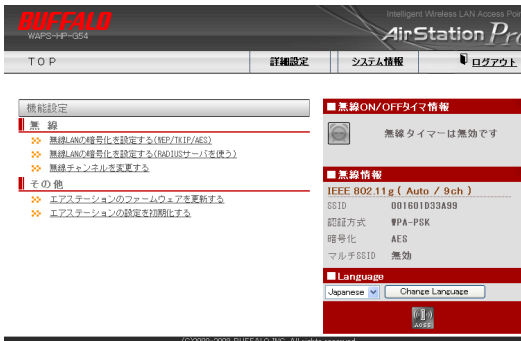 BUFFALO
WAPS-HP-G54
Intelligent Wireless LAN Access Poin
AirStation Pro
TOP
詳細設定
システム情報
ログアウト
機能設定
無 線
無線LANの暗号化を設定する(WEP/TKIP/AES)
無線LANの暗号化を設定する(RADIUSサーバを使う)
無線チャンネルを変更する
その他
エアステーションのファームウェアを更新する
エアステーションの設定を初期化する
■無線ON/OFFタイマ情報
無線タイマーは無効です
■無線情報
IEEE 802.11g ( Auto / 9ch )
SSID 001601D33A99
認証方式 WPA-PSK
暗号化 AES
マルチSSID 無効
■Language
Japanese Change Language
AOSS
(C)2000-2008 BUFFALO INC. All rights reserved.